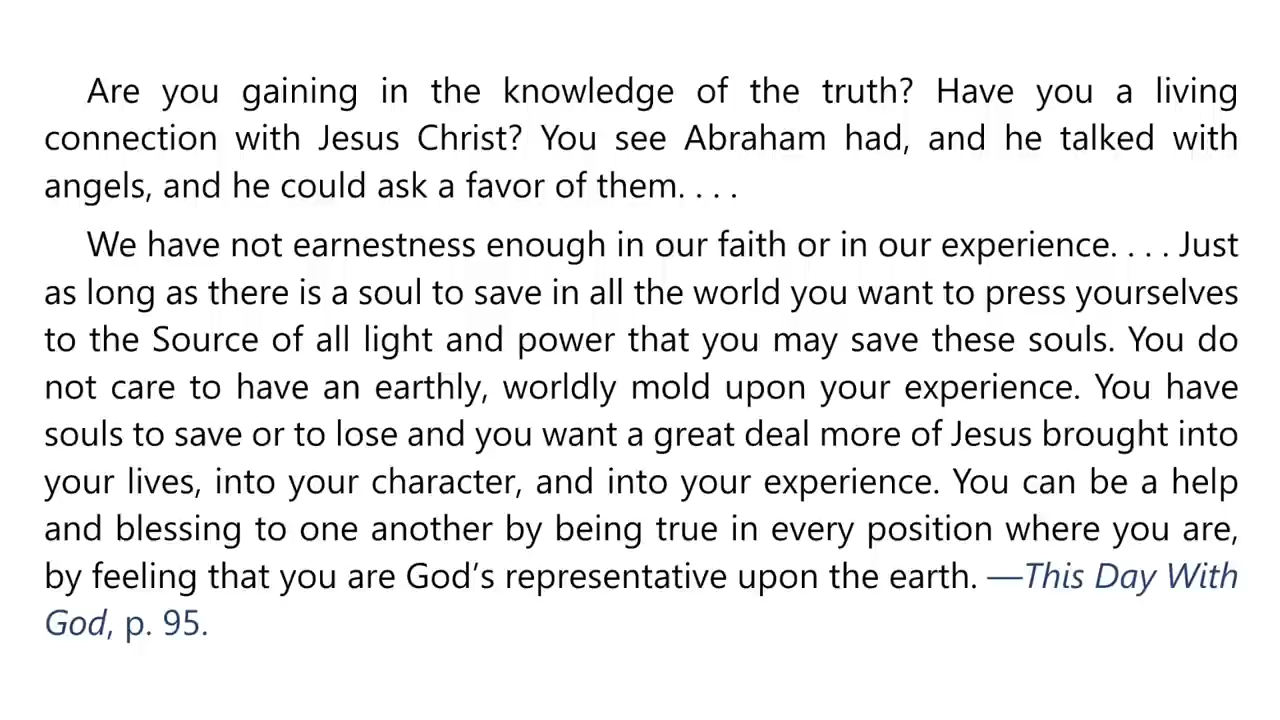 Are you gaining in the knowledge of the truth? Have you a living
connection with Jesus Christ? You see Abraham had, and he talked with
angels, and he could ask a favor of them. . . .
We have not earnestness enough in our faith or in our experience. . . . Just
as long as there is a soul to save in all the world you want to press yourselves
to the Source of all light and power that you may save these souls. You do
not care to have an earthly, worldly mold upon your experience. You have
souls to save or to lose and you want a great deal more of Jesus brought into
your lives, into your character, and into your experience. You can be a help
and blessing to one another by being true in every position where you are,
by feeling that you are God’s representative upon the earth. —This Day With
God, p. 95.